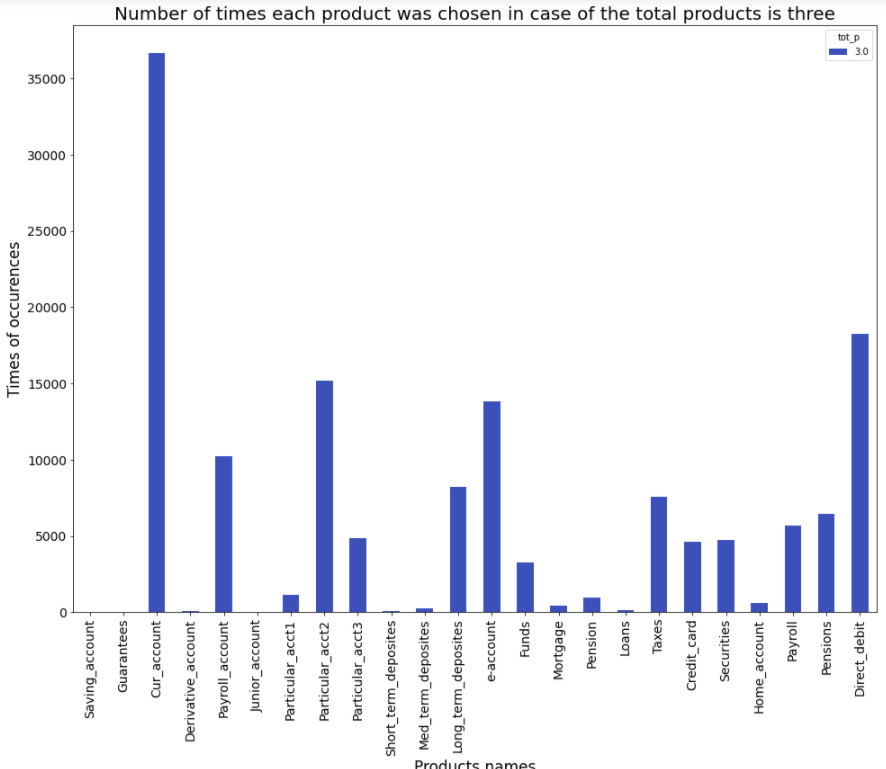 Number of times each product was chosen in case of the total products is three
tot_p
3.0
Times of occurences
35000
30000
25000
20000
15000
10000
5000
0
Saving_account
Guarantees
Cur_account
Derivative_account
Payroll_account
Junior_account
Particular_acct1
Particular_acct2
Particular_acct3
Short_term_deposites
Med_term_deposites
Long_term_deposites
e-account
Funds
Mortgage
Pension
Loans
Taxes
Credit_card
Securities
Home_account
Payroll
Pensions
Direct_debit
Products names